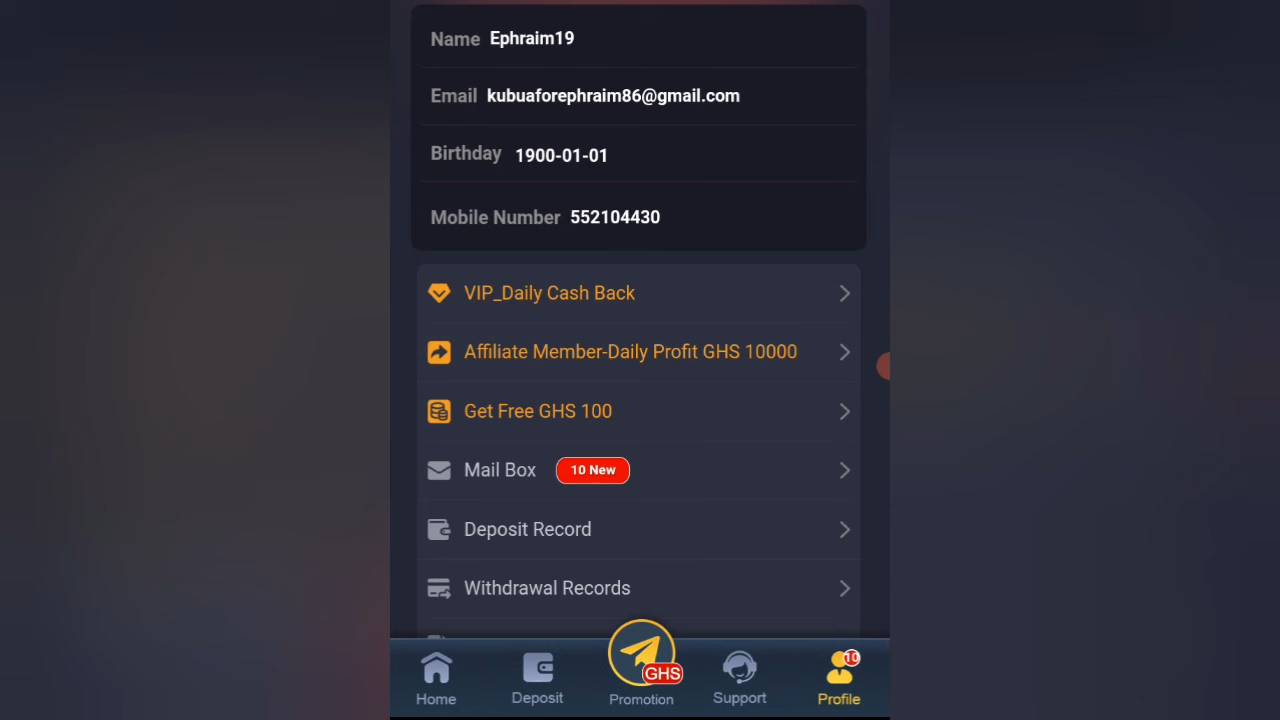 Name Ephraim19
Email kubuaforephraim86@gmail.com
Birthday 1900-01-01
Mobile Number 552104430
VIP_Daily Cash Back
Affiliate Member-Daily Profit GHS 10000
Get Free GHS 100
Mail Box 10 New
Deposit Record
Withdrawal Records
GHS
10
Home Deposit Promotion Support Profile